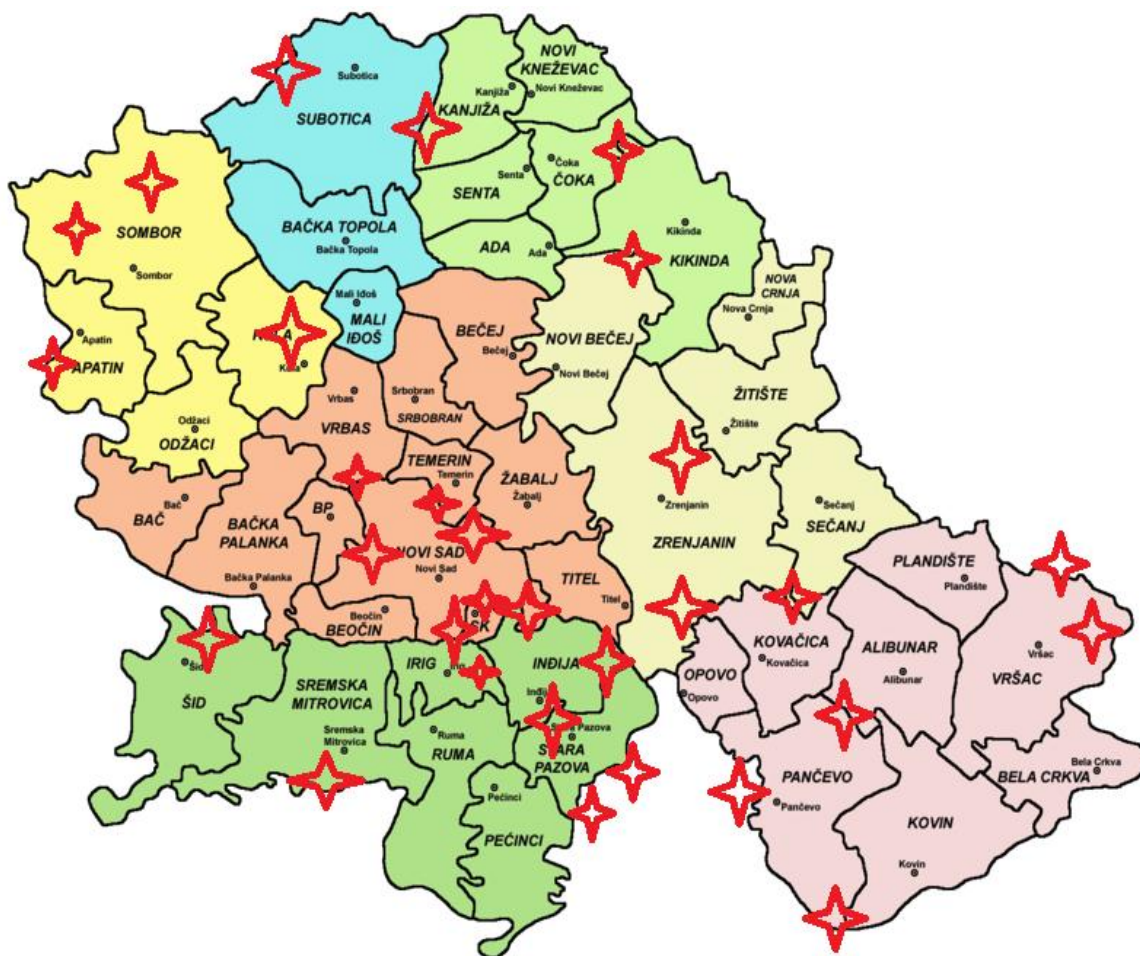 NOVI
KNEŽEVAC
Subotica
Kanjiža
Novi Kneževac
KANJIŽA
SUBOTICA
Čoka
Senta
ČOKA
SENTA
BAČKA TOPOLA
Bačka Topola
SOMBOR
Sombor
ADA
Ada
Kikinda
KIKINDA
NOVA
CRNJA
Nova Crnja
Mali Iđoš
MALI
IĐOŠ
BEČEJ
Bečej
NOVI BEČEJ
Novi Bečej
Apatin
APATIN
ŽITIŠTE
Žitište
Vrbas
VRBAS
Srbobran
SRBOBRAN
Odžaci
ODŽACI
TEMERIN
Temerin
ŽABALJ
Žabalj
Zrenjanin
ZRENJANIN
Sečanj
SEČANJ
Bač
BAČ
BAČKA
PALANKA
Bačka Palanka
BP
NOVI SAD
Novi Sad
TITEL
Titel
PLANDIŠTE
Plandište
Beočin
BEOČIN
SK
KOVAČICA
Kovačica
ALIBUNAR
Alibunar
Vršac
VRŠAC
ŠID
IRIG
INĐIJA
OPOVO
Opovo
SREMSKA
MITROVICA
Sremska
Mitrovica
Ruma
RUMA
Pazova
PAZOVA
Pećinci
PEĆINCI
PANČEVO
Pančevo
Bela Crkva
BELA CRKVA
KOVIN
Kovin